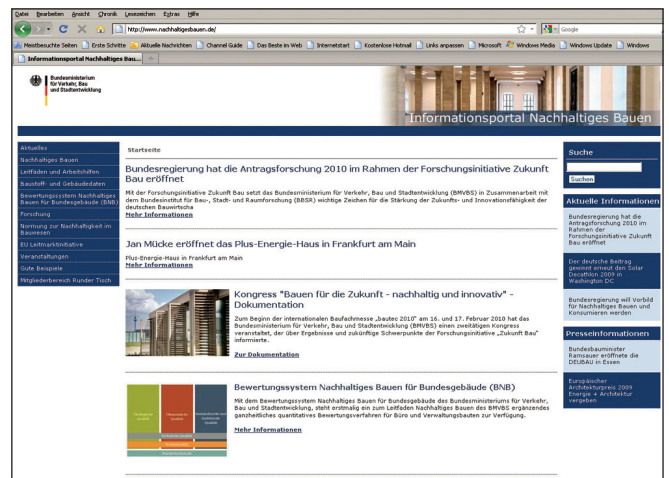 Datei Bearbeiten Ansicht Chronik Lesezeichen Extras Hilfe
http://www.nachhaltigesbauen.de/
Google
Meistbesuchte Seiten Erste Schritte Aktuelle Nachrichten Channel Guide Das Beste im Web Internetstart Kostenlose Hotmail Links anpassen Microsoft Windows Media Windows Update Windows
Informationsportal Nachhaltiges Bau...
Bundesministerium
für Verkehr, Bau
und Stadtentwicklung
Informationsportal Nachhaltiges Bauen
Aktuelles
Nachhaltiges Bauen
Leitfaden und Arbeitshilfen
Baustoff- und Gebäudedaten
Bewertungssystem Nachhaltiges
Bauen für Bundesgebäude (BNB)
Forschung
Normung zur Nachhaltigkeit im
Bauwesen
EU Leitmarktinitiative
Veranstaltungen
Gute Beispiele
Mitgliederbereich Runder Tisch
Startseite
Bundesregierung hat die Antragsforschung 2010 im Rahmen der Forschungsinitiative Zukunft
Bau eröffnet
Mit der Forschungsinitiative Zukunft Bau setzt das Bundesministerium für Verkehr, Bau und Stadtentwicklung (BMVBS) in Zusammenarbeit mit
dem Bundesinstitut für Bau-, Stadt- und Raumforschung (BBSR) wichtige Zeichen für die Stärkung der Zukunfts- und Innovationsfähigkeit der
deutschen Bauwirtscha
Mehr Informationen
Jan Mücke eröffnet das Plus-Energie-Haus in Frankfurt am Main
Plus-Energie-Haus in Frankfurt am Main
Mehr Informationen
Kongress "Bauen für die Zukunft - nachhaltig und innovativ" -
Dokumentation
Zum Beginn der internationalen Baufachmesse „bautec 2010" am 16. und 17. Februar 2010 hat das
Bundesministerium für Verkehr, Bau und Stadtentwicklung (BMVBS) einen zweitätigen Kongress
veranstaltet, der über Ergebnisse und zukünftige Schwerpunkte der Forschungsinitiative „Zukunft Bau"
informierte.
Zur Dokumentation
Bewertungssystem Nachhaltiges Bauen für Bundesgebäude (BNB)
Mit dem Bewertungssystem Nachhaltiges Bauen für Bundesgebäude des Bundesministeriums für Verkehr,
Bau und Stadtentwicklung, steht erstmalig ein zum Leitfaden Nachhaltiges Bauen des BMVBS ergänzendes
ganzheitliches quantitatives Bewertungsverfahren für Büro und Verwaltungsbauten zur Verfügung.
Mehr Informationen
Suche
Suchen
Aktuelle Informationen
Bundesregierung hat die
Antragsforschung 2010 im
Rahmen der
Forschungsinitiative Zukunft
Bau eröffnet
Der deutsche Beitrag
gewinnt erneut den Solar
Decathlon 2009 in
Washington DC
Bundesregierung will Vorbild
für Nachhaltiges Bauen und
Konsumieren werden
Presseinformationen
Bundesbauminister
Ramsauer eröffnete die
DEUBAU in Essen
Europäischer
Architekturpreis 2009
Energie + Architektur
vergeben